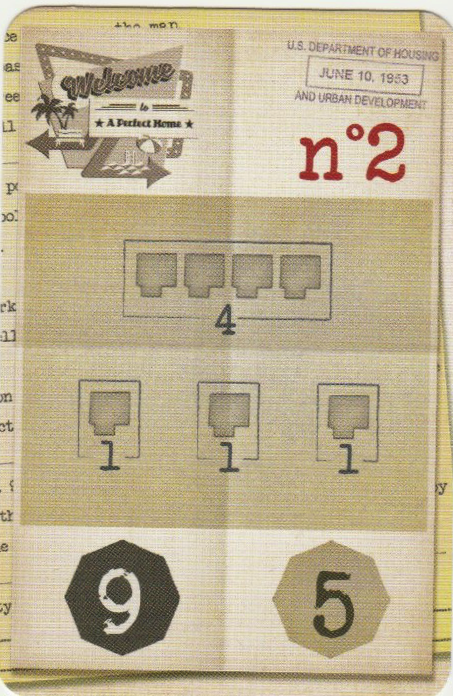 the men
Welcome
to
★ A Perfect Home ★
U.S. DEPARTMENT OF HOUSING
JUNE 10, 1953
AND URBAN DEVELOPMENT
n°2
4
1 1 1
9 5